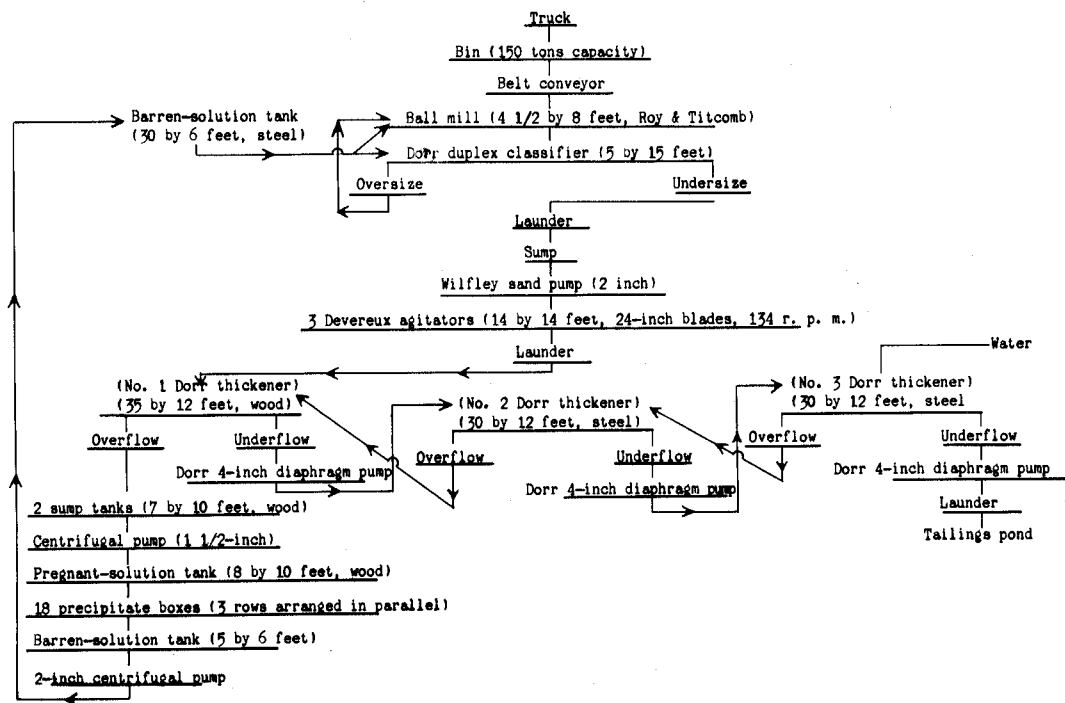 Truck
Bin (150 tons capacity)
Belt conveyor
Barren-solution tank
(30 by 6 feet, steel)
Ball mill (4 1/2 by 8 feet, Roy & Titcomb)
Dorr duplex classifier (5 by 15 feet)
Oversize
Undersize
Launder
Sump
Wilfley sand pump (2 inch)
3 Devereux agitators (14 by 14 feet, 24-inch blades, 134 r. p. m.)
Launder
Water
(No. 1 Dorr thickener)
(35 by 12 feet, wood)
Overflow
Underflow
Dorr 4-inch diaphragm pump
(No. 2 Dorr thickener)
(30 by 12 feet, steel)
Overflow
Underflow
Dorr 4-inch diaphragm pump
(No. 3 Dorr thickener)
(30 by 12 feet, steel
Overflow
Underflow
Dorr 4-inch diaphragm pump
Launder
Tailings pond
2 sump tanks (7 by 10 feet, wood)
Centrifugal pump (1 1/2-inch)
Pregnant-solution tank (8 by 10 feet, wood)
18 precipitate boxes (3 rows arranged in parallel)
Barren-solution tank (5 by 6 feet)
2-inch centrifugal pump